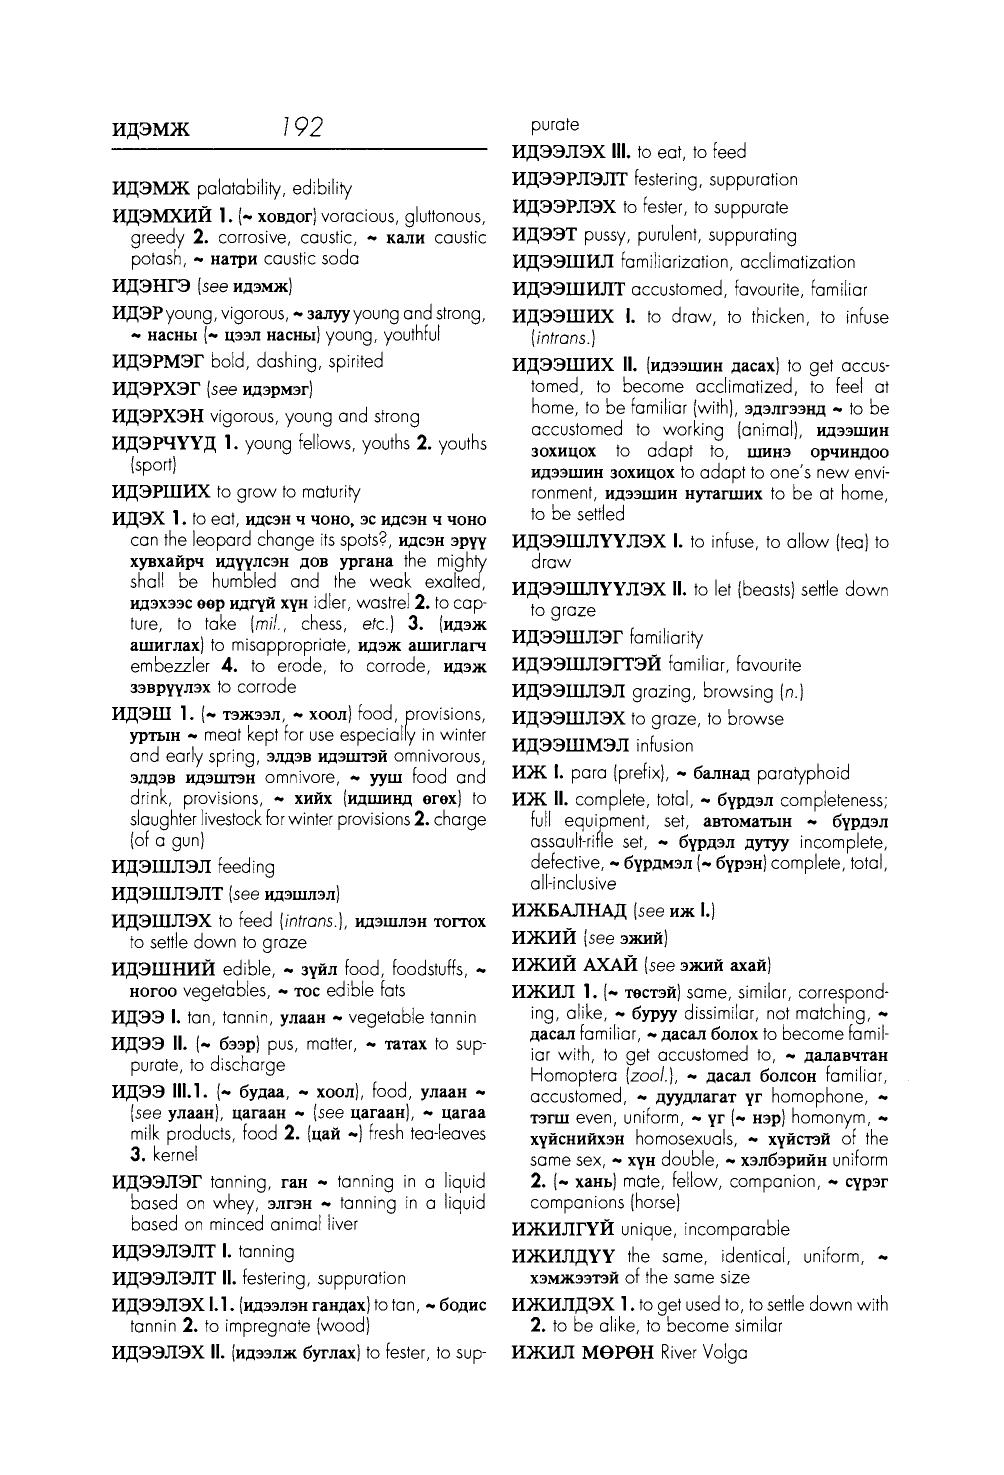 ИДЭМЖ 192
ИДЭМЖ palatability, edibility
ИДЭМХИЙ 1. (~ ховдог) voracious, gluttonous,
greedy 2. corrosive, caustic, ~ кали caustic
potash, ~ натри caustic soda
ИДЭНГЭ (see идэмж)
ИДЭР young, vigorous, ~ залуу young and strong,
~ насны (~ цээл насны) young, youthful
ИДЭРМЭГ bold, dashing, spirited
ИДЭРХЭГ (see идэрмэг)
ИДЭРХЭН vigorous, young and strong
ИДЭРЧҮҮД 1. young fellows, youths 2. youths
(sport)
ИДЭРШИХ to grow to maturity
ИДЭХ 1. to eat, идсэн ч чоно, эс идсэн ч чоно
can the leopard change its spots?, идсэн эрүү
хувхайрч идүүлсэн дов ургана the mighty
shall be humbled and the weak exalted,
идэхээс өөр идгүй хүн idler, wastrel 2. to cap-
ture, to take (mil., chess, etc.) 3. (идэж
ашиглах) to misappropriate, идэж ашиглагч
embezzler 4. to erode, to corrode, идэж
зэврүүлэх to corrode
ИДЭШ 1. (~ тэжээл, ~ хоол) food, provisions,
уртын ~ meat kept for use especially in winter
and early spring, элдэв идэштэй omnivorous,
элдэв идэштэн omnivore, ~ ууш food and
drink, provisions, ~ хийх (идшинд өгөх) to
slaughter livestock for winter provisions 2. charge
(of a gun)
ИДЭШЛЭЛ feeding
ИДЭШЛЭЛТ (see идэшлэл)
ИДЭШЛЭХ to feed (intrans.), идэшлэн тогтох
to settle down to graze
ИДЭШНИЙ edible, ~ зүйл food, foodstuffs, ~
ногоо vegetables, ~ тос edible fats
ИДЭЭ I. tan, tannin, улаан ~ vegetable tannin
ИДЭЭ II. (~ бээр) pus, matter, ~ татах to sup-
purate, to discharge
ИДЭЭ III.1. (~ будаа, ~ хоол), food, улаан ~
(see улаан), цагаан ~ (see цагаан), ~ цагаа
milk products, food 2. (цай ~) fresh tea-leaves
3. kernel
ИДЭЭЛЭГ tanning, ган ~ tanning in a liquid
based on whey, элгэн ~ tanning in a liquid
based on minced animal liver
ИДЭЭЛЭЛТ I. tanning
ИДЭЭЛЭЛТ II. festering, suppuration
ИДЭЭЛЭХ I.1. (идээлэн гандах) to tan, ~ бодис
tannin 2. to impregnate (wood)
ИДЭЭЛЭХ II. (идээлж буглах) to fester, to sup-
purate
ИДЭЭЛЭХ III. to eat, to feed
ИДЭЭРЛЭЛТ festering, suppuration
ИДЭЭРЛЭХ to fester, to suppurate
ИДЭЭТ pussy, purulent, suppurating
ИДЭЭШИЛ familiarization, acclimatization
ИДЭЭШИЛТ accustomed, favourite, familiar
ИДЭЭШИХ I. to draw, to thicken, to infuse
(intrans.)
ИДЭЭШИХ II. (идээшин дасах) to get accus-
tomed, to become acclimatized, to feel at
home, to be familiar (with), эдэлгээнд ~ to be
accustomed to working (animal), идээшин
зохицох to adapt to, шинэ орчиндоо
идээшин зохицох to adapt to one's new envi-
ronment, идээшин нутагших to be at home,
to be settled
ИДЭЭШЛҮҮЛЭХ I. to infuse, to allow (tea) to
draw
ИДЭЭШЛҮҮЛЭХ II. to let (beasts) settle down
to graze
ИДЭЭШЛЭГ familiarity
ИДЭЭШЛЭГТЭЙ familiar, favourite
ИДЭЭШЛЭЛ grazing, browsing (n.)
ИДЭЭШЛЭХ to graze, to browse
ИДЭЭШМЭЛ infusion
ИЖ I. para (prefix), ~ балнад paratyphoid
ИЖ II. complete, total, ~ бүрдэл completeness;
full equipment, set, автоматын ~ бүрдэл
assault-rifle set, ~ бүрдэл дутуу incomplete,
defective, ~ бүрдмэл (~ бүрэн) complete, total,
all-inclusive
ИЖБАЛНАД (see иж I.)
ИЖИЙ (see эжий)
ИЖИЙ АХАЙ (see эжий ахай)
ИЖИЛ 1. (~ төстэй) same, similar, correspond-
ing, alike, ~ буруу dissimilar, not matching, ~
дасал familiar, ~ дасал болох to become famil-
iar with, to get accustomed to, ~ далавчтан
Homoptera (zool.), ~ дасал болсон familiar,
accustomed, ~ дуудлагат үг homophone, ~
тэгш even, uniform, ~ үг (~ нэр) homonym, ~
хүйснийхэн homosexuals, ~ хүйстэй of the
same sex, ~ хүн double, ~ хэлбэрийн uniform
2. (~ хань) mate, fellow, companion, ~ сүрэг
companions (horse)
ИЖИЛГҮЙ unique, incomparable
ИЖИЛДҮҮ the same, identical, uniform, ~
хэмжээтэй of the same size
ИЖИЛДЭХ 1. to get used to, to settle down with
2. to be alike, to become similar
ИЖИЛ МӨРӨН River Volga